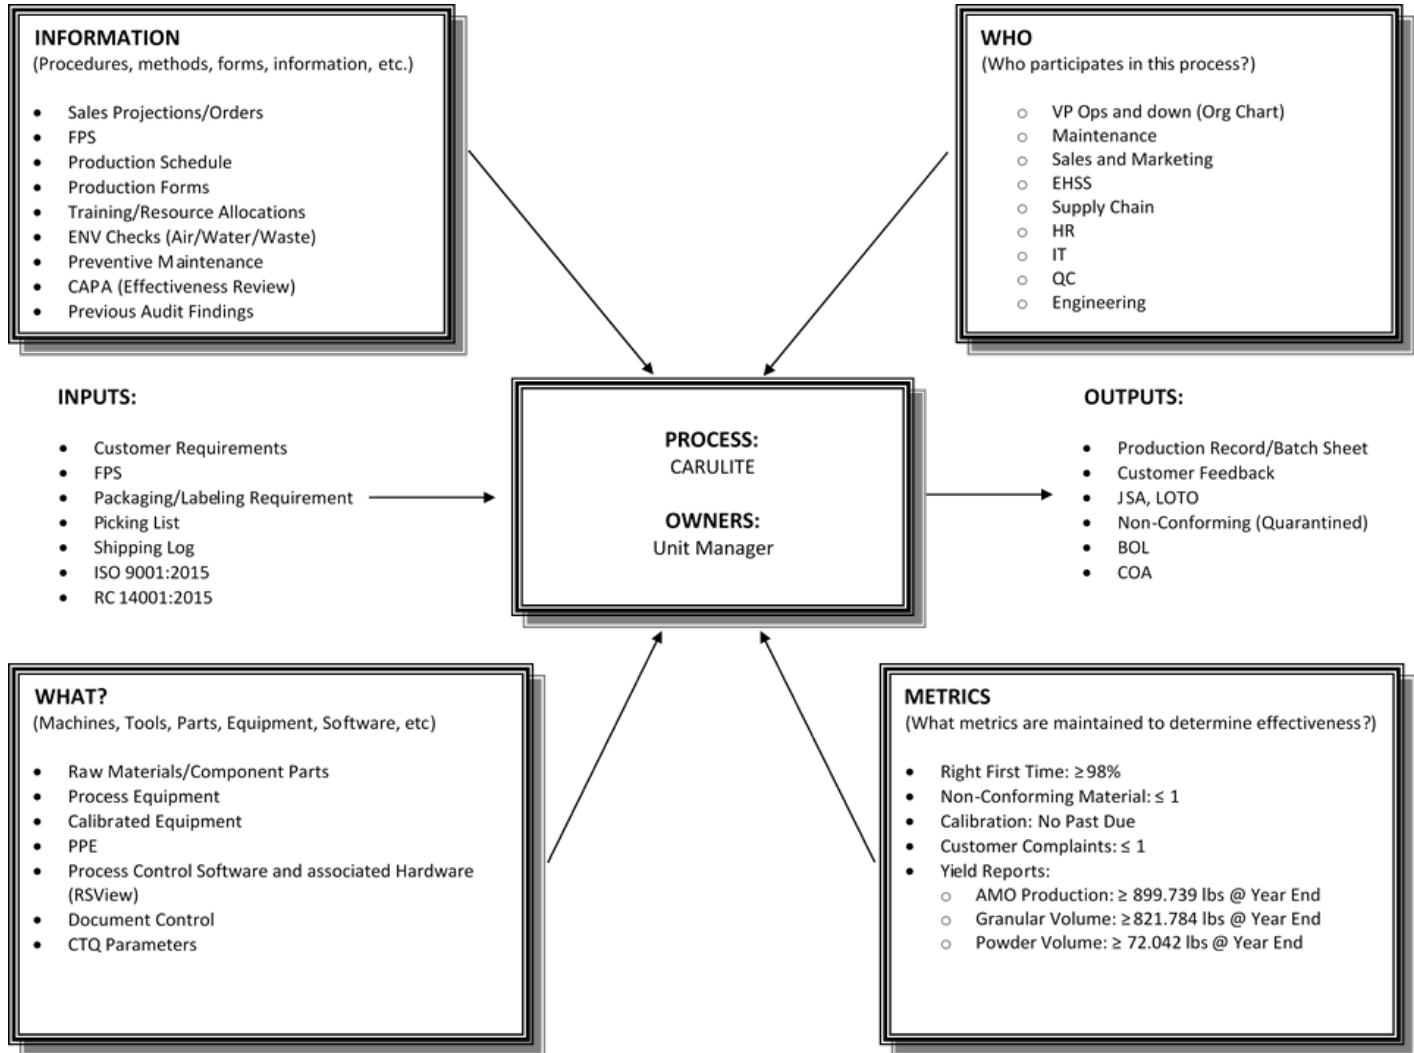 INFORMATION
(Procedures, methods, forms, information, etc.)
• Sales Projections/Orders
• FPS
• Production Schedule
• Production Forms
• Training/Resource Allocations
• ENV Checks (Air/Water/Waste)
• Preventive Maintenance
• CAPA (Effectiveness Review)
• Previous Audit Findings
WHO
(Who participates in this process?)
○ VP Ops and down (Org Chart)
○ Maintenance
○ Sales and Marketing
○ EHSS
○ Supply Chain
○ HR
○ IT
○ QC
○ Engineering
INPUTS:
• Customer Requirements
• FPS
• Packaging/Labeling Requirement
• Picking List
• Shipping Log
• ISO 9001:2015
• RC 14001:2015
PROCESS:
CARULITE
OWNERS:
Unit Manager
OUTPUTS:
• Production Record/Batch Sheet
• Customer Feedback
• JSA, LOTO
• Non-Conforming (Quarantined)
• BOL
• COA
WHAT?
(Machines, Tools, Parts, Equipment, Software, etc)
• Raw Materials/Component Parts
• Process Equipment
• Calibrated Equipment
• PPE
• Process Control Software and associated Hardware
(RSView)
• Document Control
• CTQ Parameters
METRICS
(What metrics are maintained to determine effectiveness?)
• Right First Time: ≥ 98%
• Non-Conforming Material: ≤ 1
• Calibration: No Past Due
• Customer Complaints: ≤ 1
• Yield Reports:
○ AMO Production: ≥ 899.739 lbs @ Year End
○ Granular Volume: ≥ 821.784 lbs @ Year End
○ Powder Volume: ≥ 72.042 lbs @ Year End